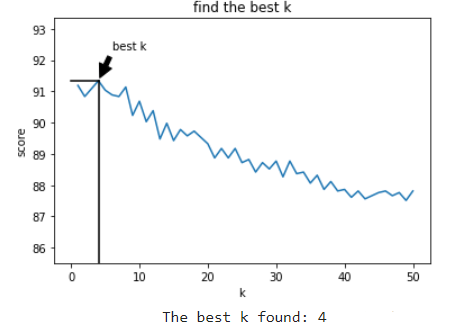 find the best k
93
best k
92
91
90
89
88
87
86
score
0
10
20
30
40
50
k
The best k found: 4